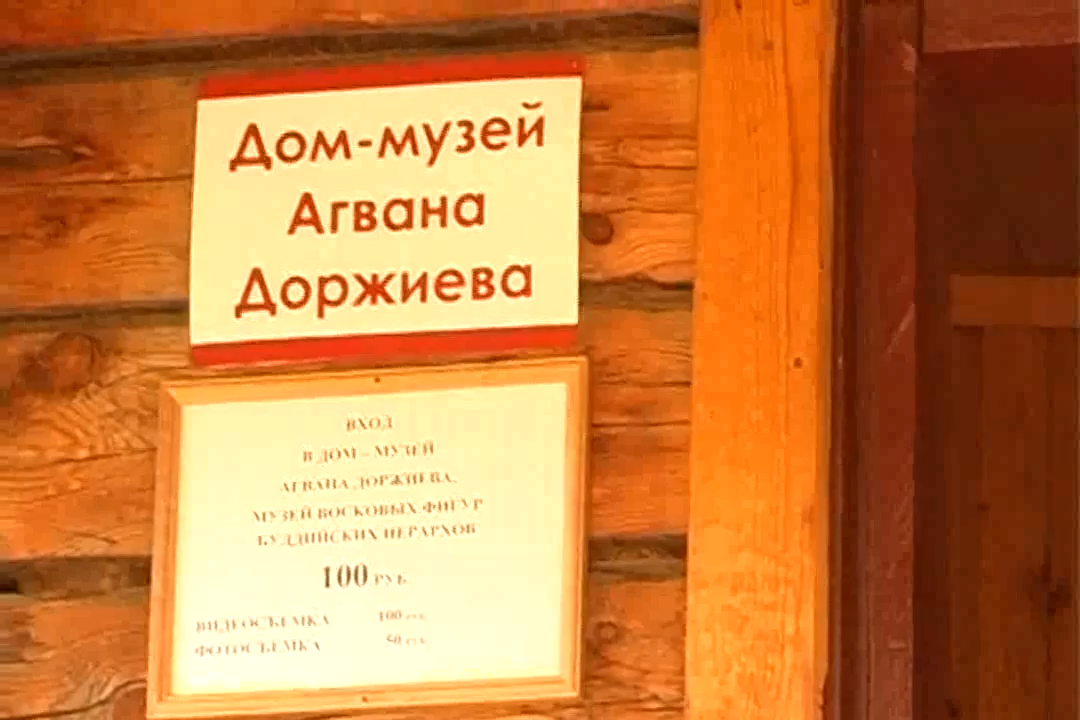 Дом-музей
Агвана
Доржиева
ВХОД
В ДОМ – МУЗЕЙ
АГВАНА ДОРЖИЕВА,
МУЗЕЙ ВОСКОВЫХ ФИГУР
БУДДИЙСКИХ ИЕРАРХОВ
100 РУБ
ВИДЕОСЪЕМКА 100 РУБ.
ФОТОСЪЕМКА 50 РУБ.